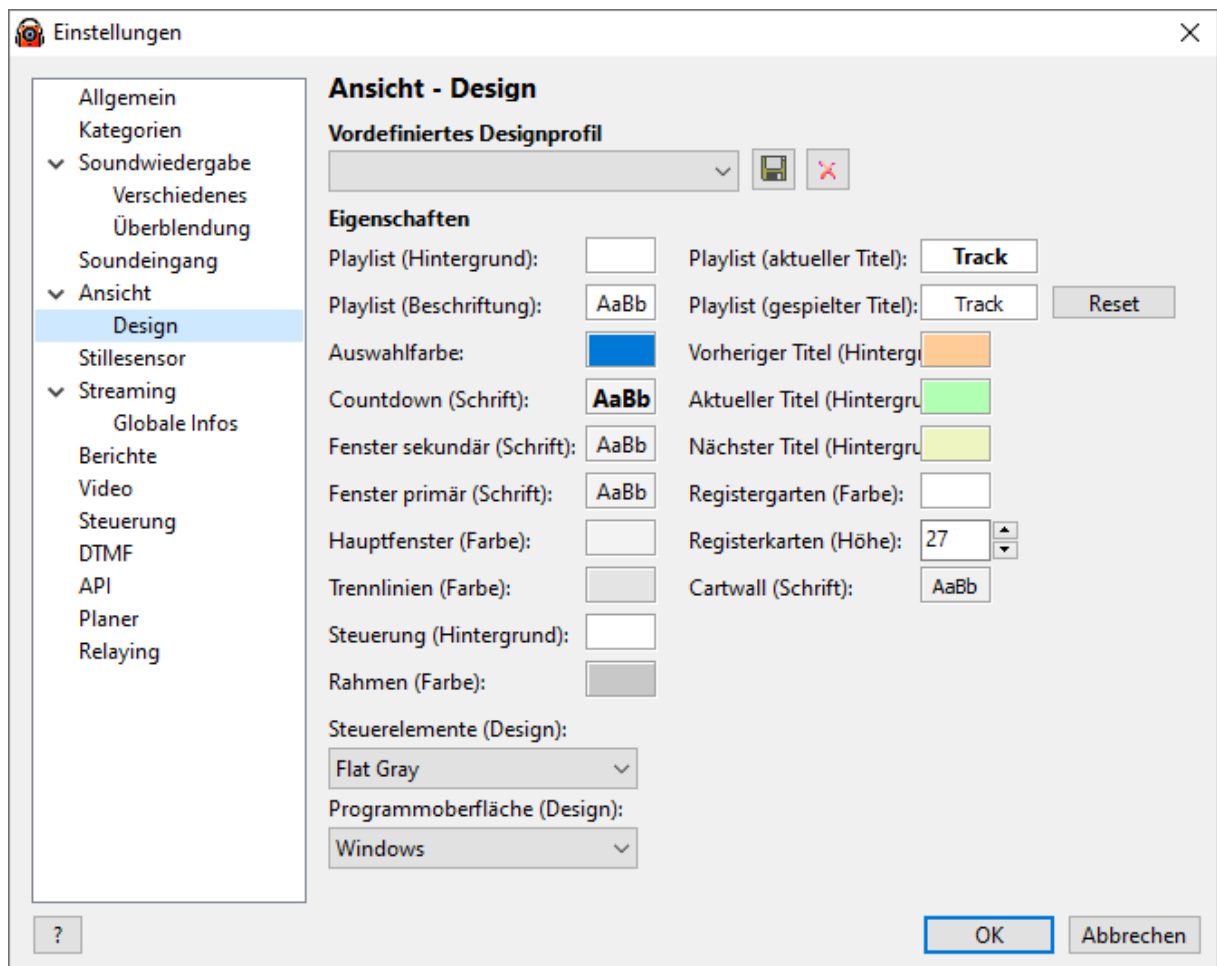 Einstellungen
Allgemein
Kategorien
Soundwiedergabe
Verschiedenes
Überblendung
Soundeingang
Ansicht
Design
Stillesensor
Streaming
Globale Infos
Berichte
Video
Steuerung
DTMF
API
Planer
Relaying
Ansicht - Design
Vordefiniertes Designprofil
Eigenschaften
Playlist (Hintergrund):
Playlist (Beschriftung): AaBb
Auswahlfarbe:
Countdown (Schrift): AaBb
Fenster sekundär (Schrift): AaBb
Fenster primär (Schrift): AaBb
Hauptfenster (Farbe):
Trennlinien (Farbe):
Steuerung (Hintergrund):
Rahmen (Farbe):
Playlist (aktueller Titel): Track
Playlist (gespielter Titel): Track Reset
Vorheriger Titel (Hintergr
Aktueller Titel (Hintergru
Nächster Titel (Hintergru
Registergarten (Farbe):
Registerkarten (Höhe): 27
Cartwall (Schrift): AaBb
Steuerelemente (Design):
Flat Gray
Programmoberfläche (Design):
Windows
?
OK
Abbrechen